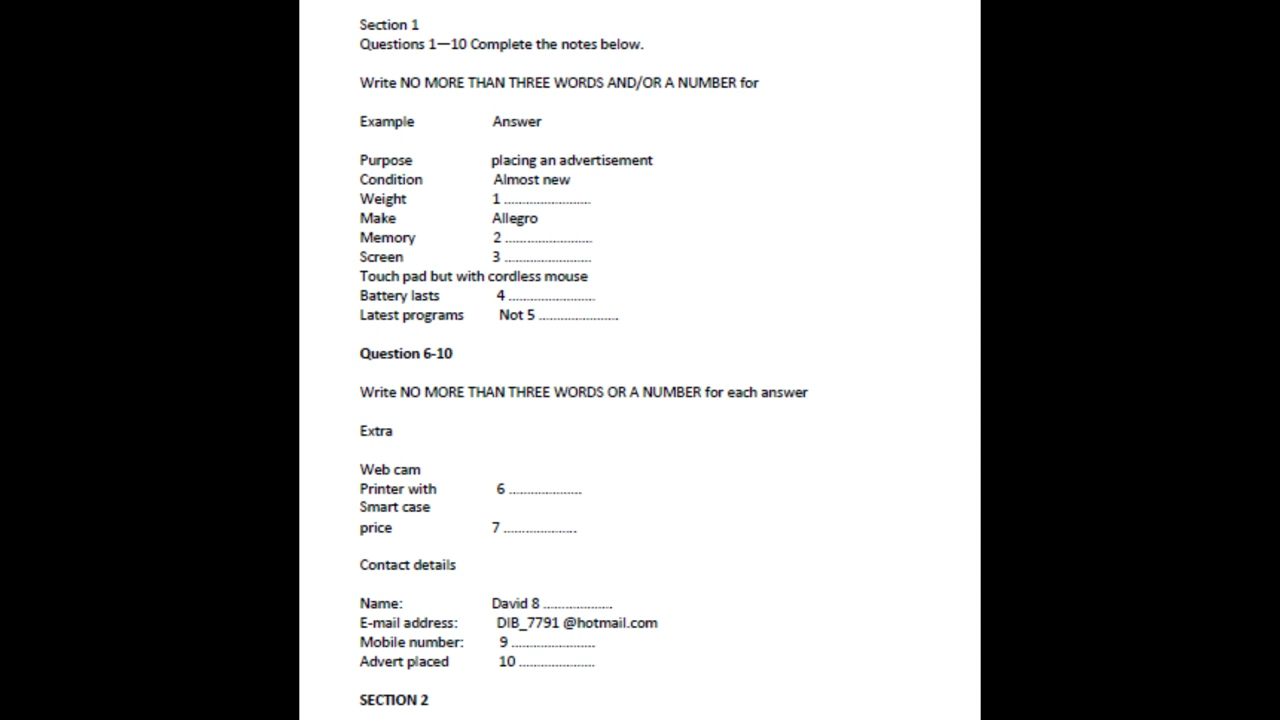 Section 1
Questions 1—10 Complete the notes below.
Write NO MORE THAN THREE WORDS AND/OR A NUMBER for
Example Answer
Purpose placing an advertisement
Condition Almost new
Weight 1 ........................
Make Allegro
Memory 2 ........................
Screen 3 ........................
Touch pad but with cordless mouse
Battery lasts 4 ........................
Latest programs Not 5 ......................
Question 6-10
Write NO MORE THAN THREE WORDS OR A NUMBER for each answer
Extra
Web cam
Printer with 6 ....................
Smart case
price 7 ....................
Contact details
Name: David 8 ...................
E-mail address: DIB_7791 @hotmail.com
Mobile number: 9 .......................
Advert placed 10 .....................
SECTION 2